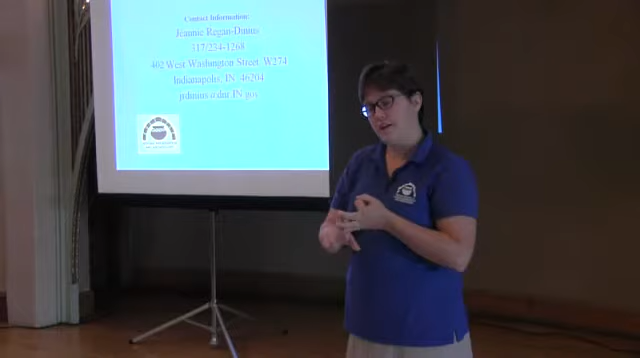 Contact Information:
Jeannie Regan-Dinius
317/234-1268
402 West Washington Street, W274
Indianapolis, IN 46204